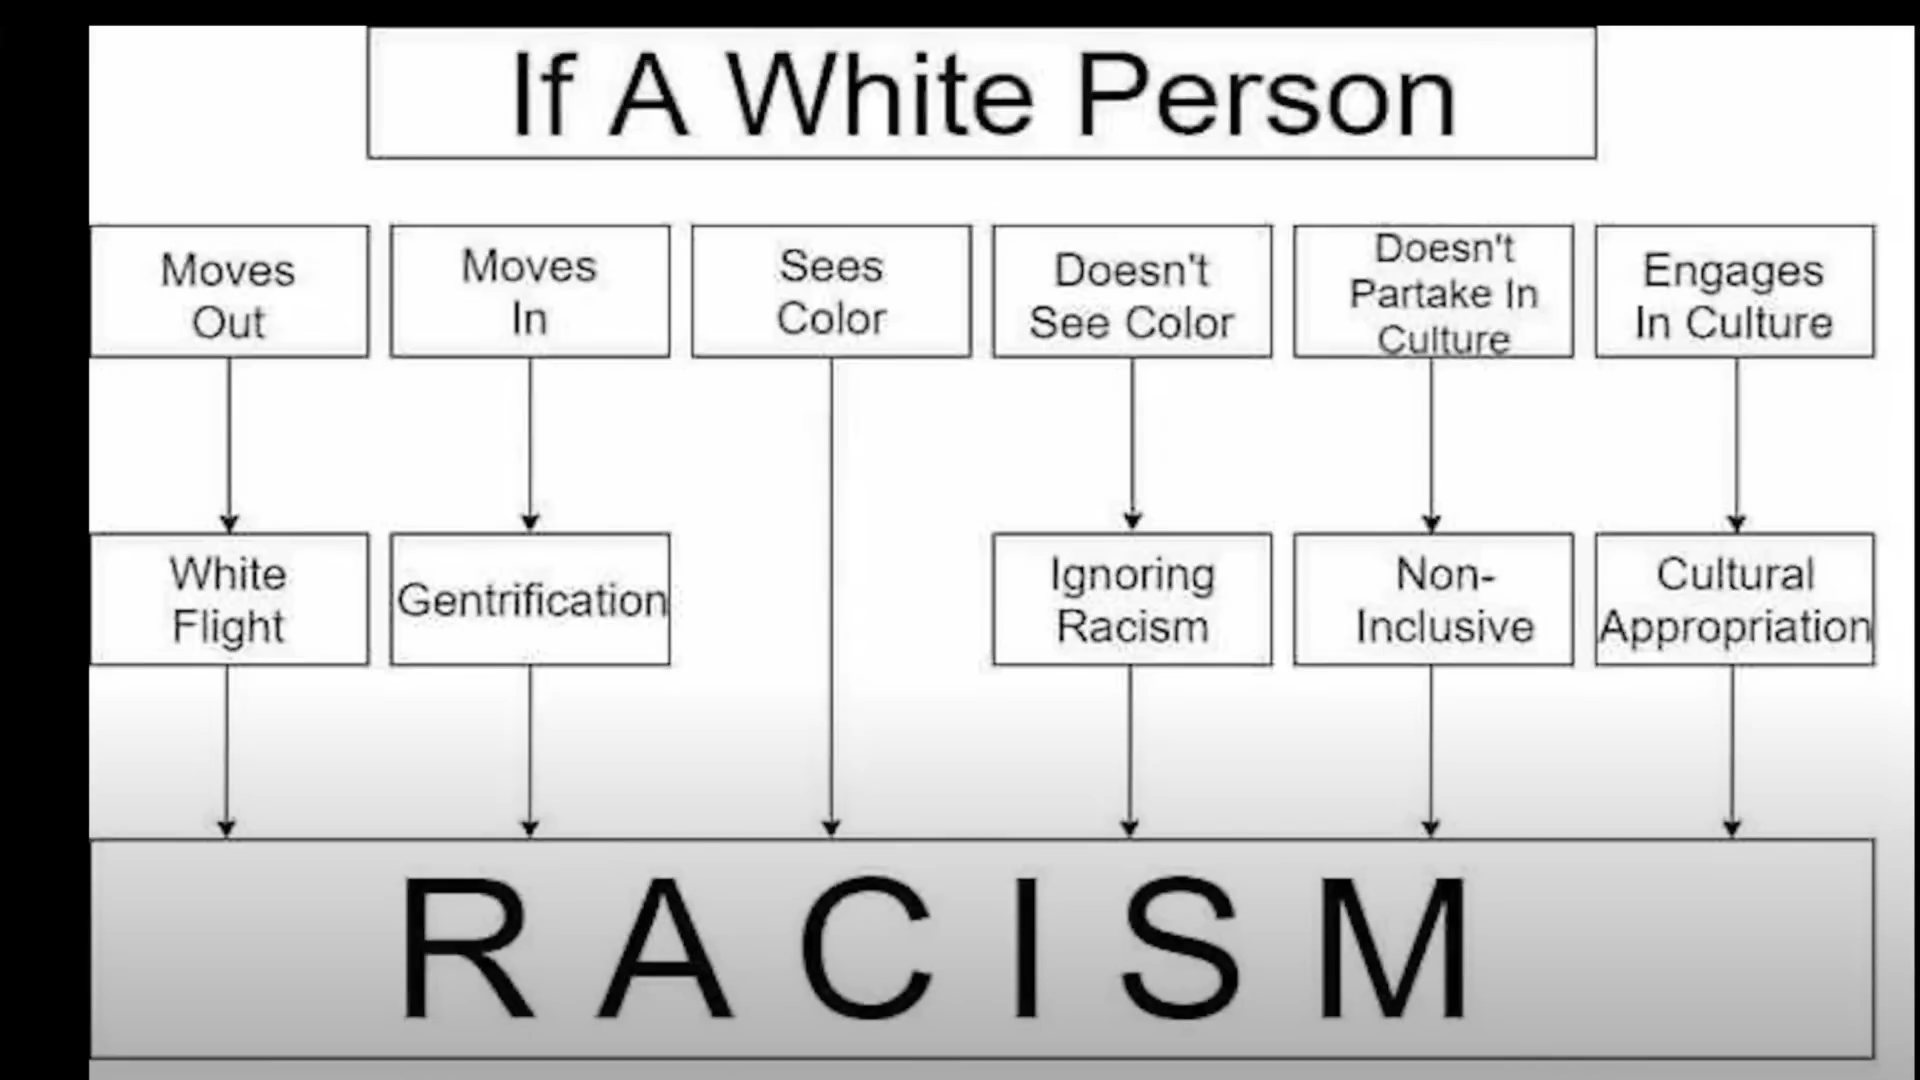 If A White Person
Moves
Out
Moves
In
Sees
Color
Doesn't
See Color
Doesn't
Partake In
Culture
Engages
In Culture
White
Flight
Gentrification
Ignoring
Racism
Non-
Inclusive
Cultural
Appropriation
R A C I S M